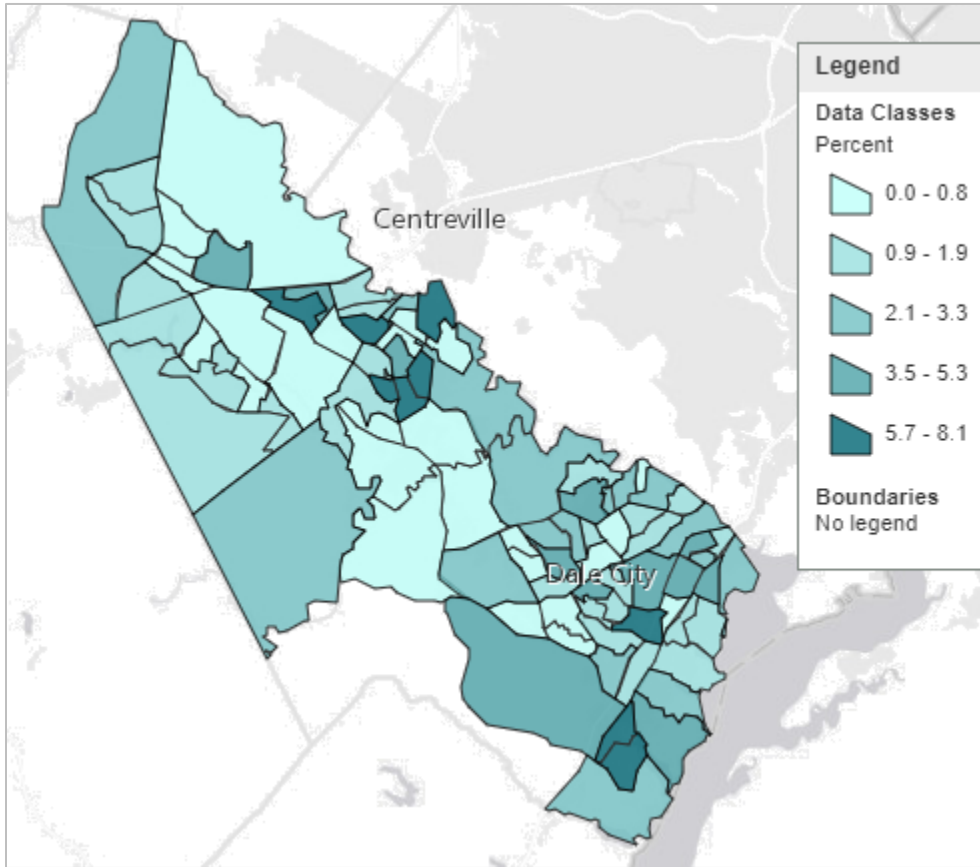 Legend
Data Classes
Percent
0.0 - 0.8
0.9 - 1.9
2.1 - 3.3
3.5 - 5.3
5.7 - 8.1
Boundaries
No legend
Centreville
Dale City